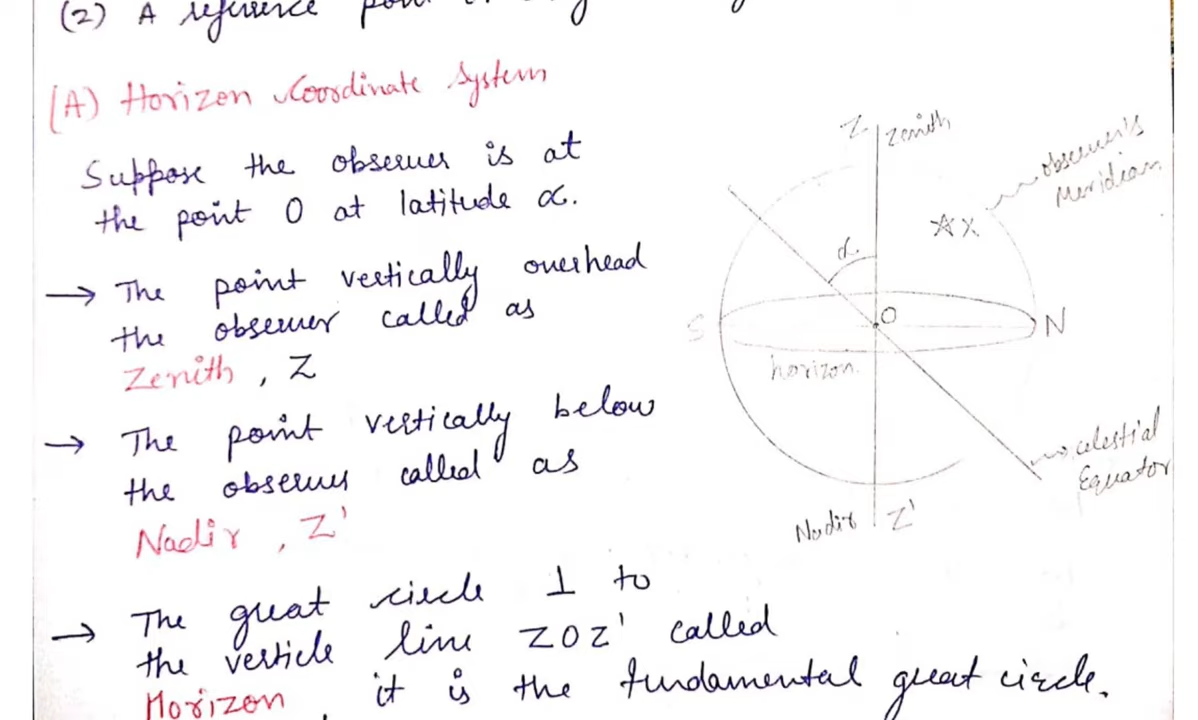 (2) A reference
(A) Horizon Coordinate System
Suppose the observer is at
the point O at latitude α.
→ The point vertically overhead
the observer called as
Zenith, Z
→ The point vertically below
the observer called as
Nadir, Z'
→ The great circle ⊥ to
the verticle line ZOZ' called
Horizon, it is the fundamental great circle.
Z Zenith
observer's
Meridian
X
α
S
O
N
horizon
celestial
Equator
Nadir Z'